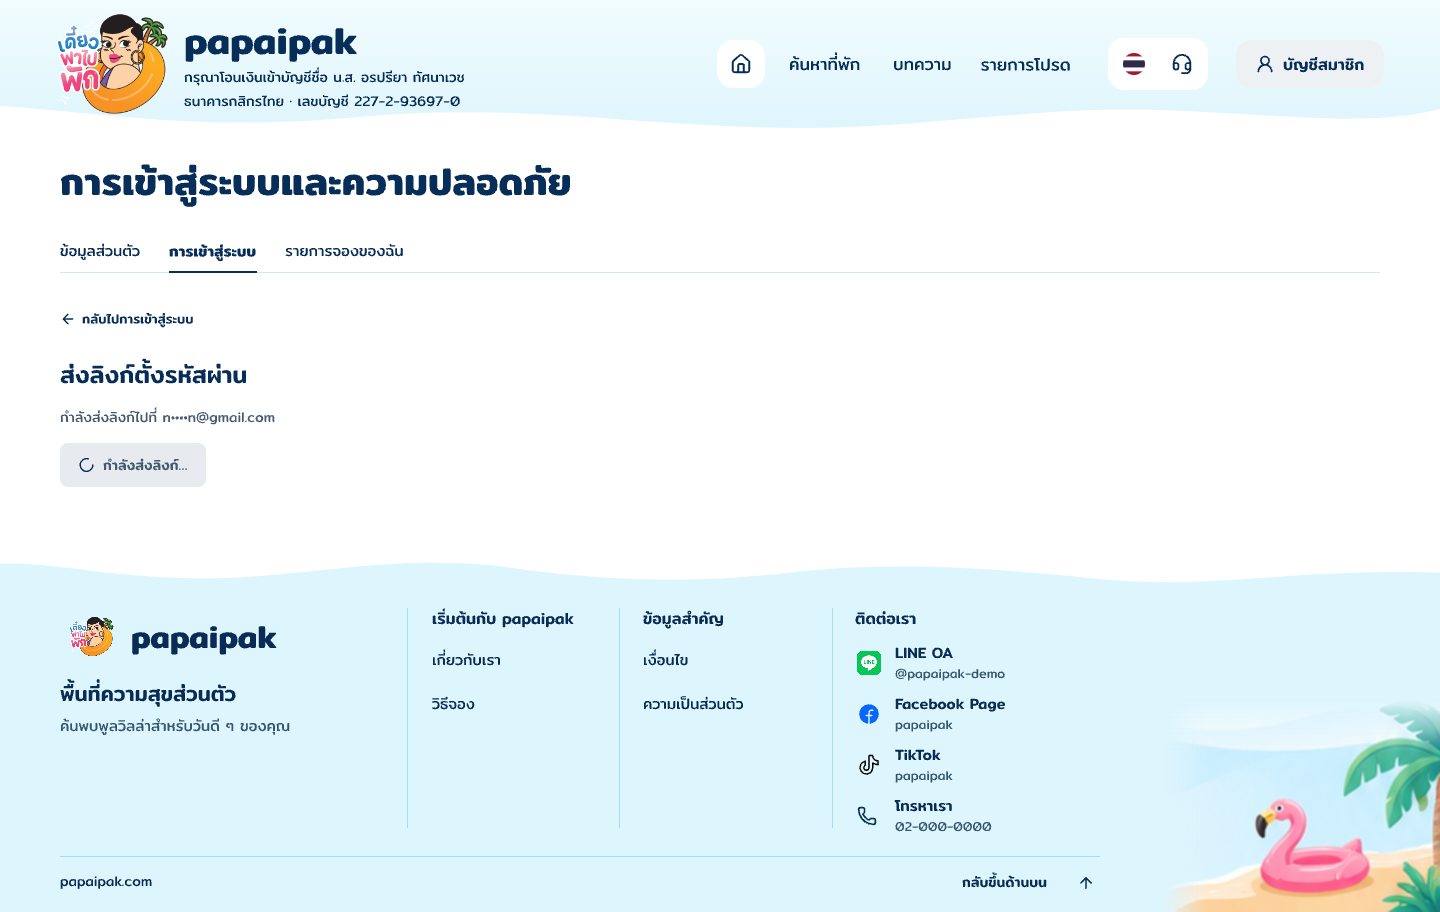 เดี๋ยว
พาไป
พัก
papaipak
กรุณาโอนเงินเข้าบัญชีชื่อ น.ส. อรปรียา ทัศนาเวช
ธนาคารกสิกรไทย · เลขบัญชี 227-2-93697-0
ค้นหาที่พัก
บทความ
รายการโปรด
บัญชีสมาชิก
การเข้าสู่ระบบและความปลอดภัย
ข้อมูลส่วนตัว
การเข้าสู่ระบบ
รายการจองของฉัน
กลับไปการเข้าสู่ระบบ
ส่งลิงก์ตั้งรหัสผ่าน
กำลังส่งลิงก์ไปที่ n••••n@gmail.com
กำลังส่งลิงก์...
เดี๋ยว
พาไป
พัก
papaipak
พื้นที่ความสุขส่วนตัว
ค้นพบพูลวิลล่าสำหรับวันดี ๆ ของคุณ
เริ่มต้นกับ papaipak
เกี่ยวกับเรา
วิธีจอง
ข้อมูลสำคัญ
เงื่อนไข
ความเป็นส่วนตัว
ติดต่อเรา
LINE
LINE OA
@papaipak-demo
Facebook Page
papaipak
TikTok
papaipak
โทรหาเรา
02-000-0000
papaipak.com
กลับขึ้นด้านบน